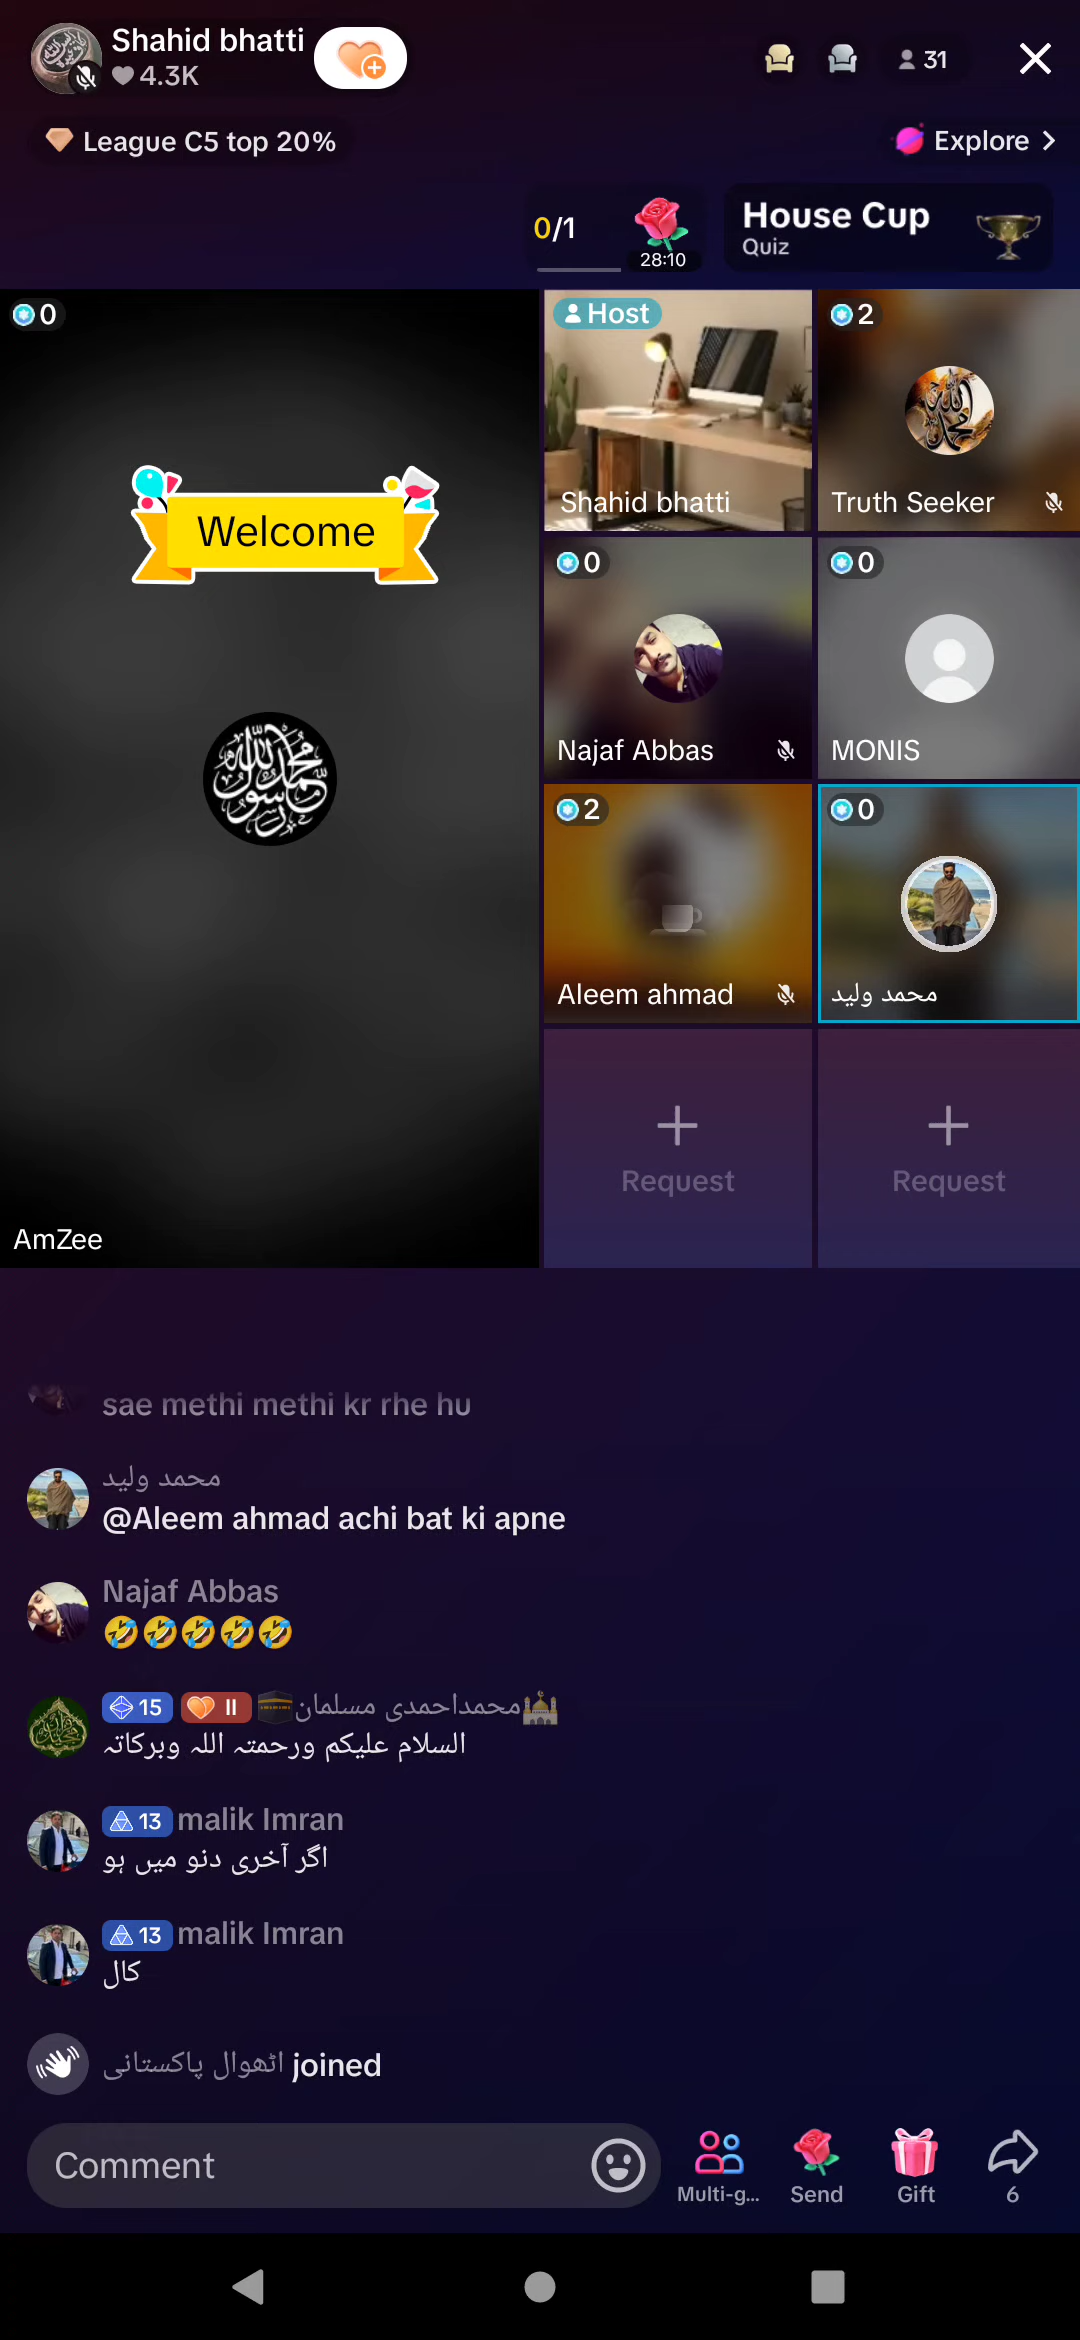 Shahid bhatti
4.3K
31
League C5 top 20%
Explore
0/1
28:10
House Cup
Quiz
0
Welcome
محمد رسول الله
AmZee
Host
Shahid bhatti
2
Truth Seeker
0
Najaf Abbas
0
MONIS
2
Aleem ahmad
0
محمد ولید
Request
Request
sae methi methi kr rhe hu
محمد ولید
@Aleem ahmad achi bat ki apne
Najaf Abbas
🤣🤣🤣🤣🤣
15 II 🕋محمداحمدی مسلمان🕌
السلام علیکم ورحمتہ اللہ وبرکاتہ
13 malik Imran
اگر آخری دنو میں ہو
13 malik Imran
کال
اٹھوال پاکستانی joined
Comment
Multi-g...
Send
Gift
6